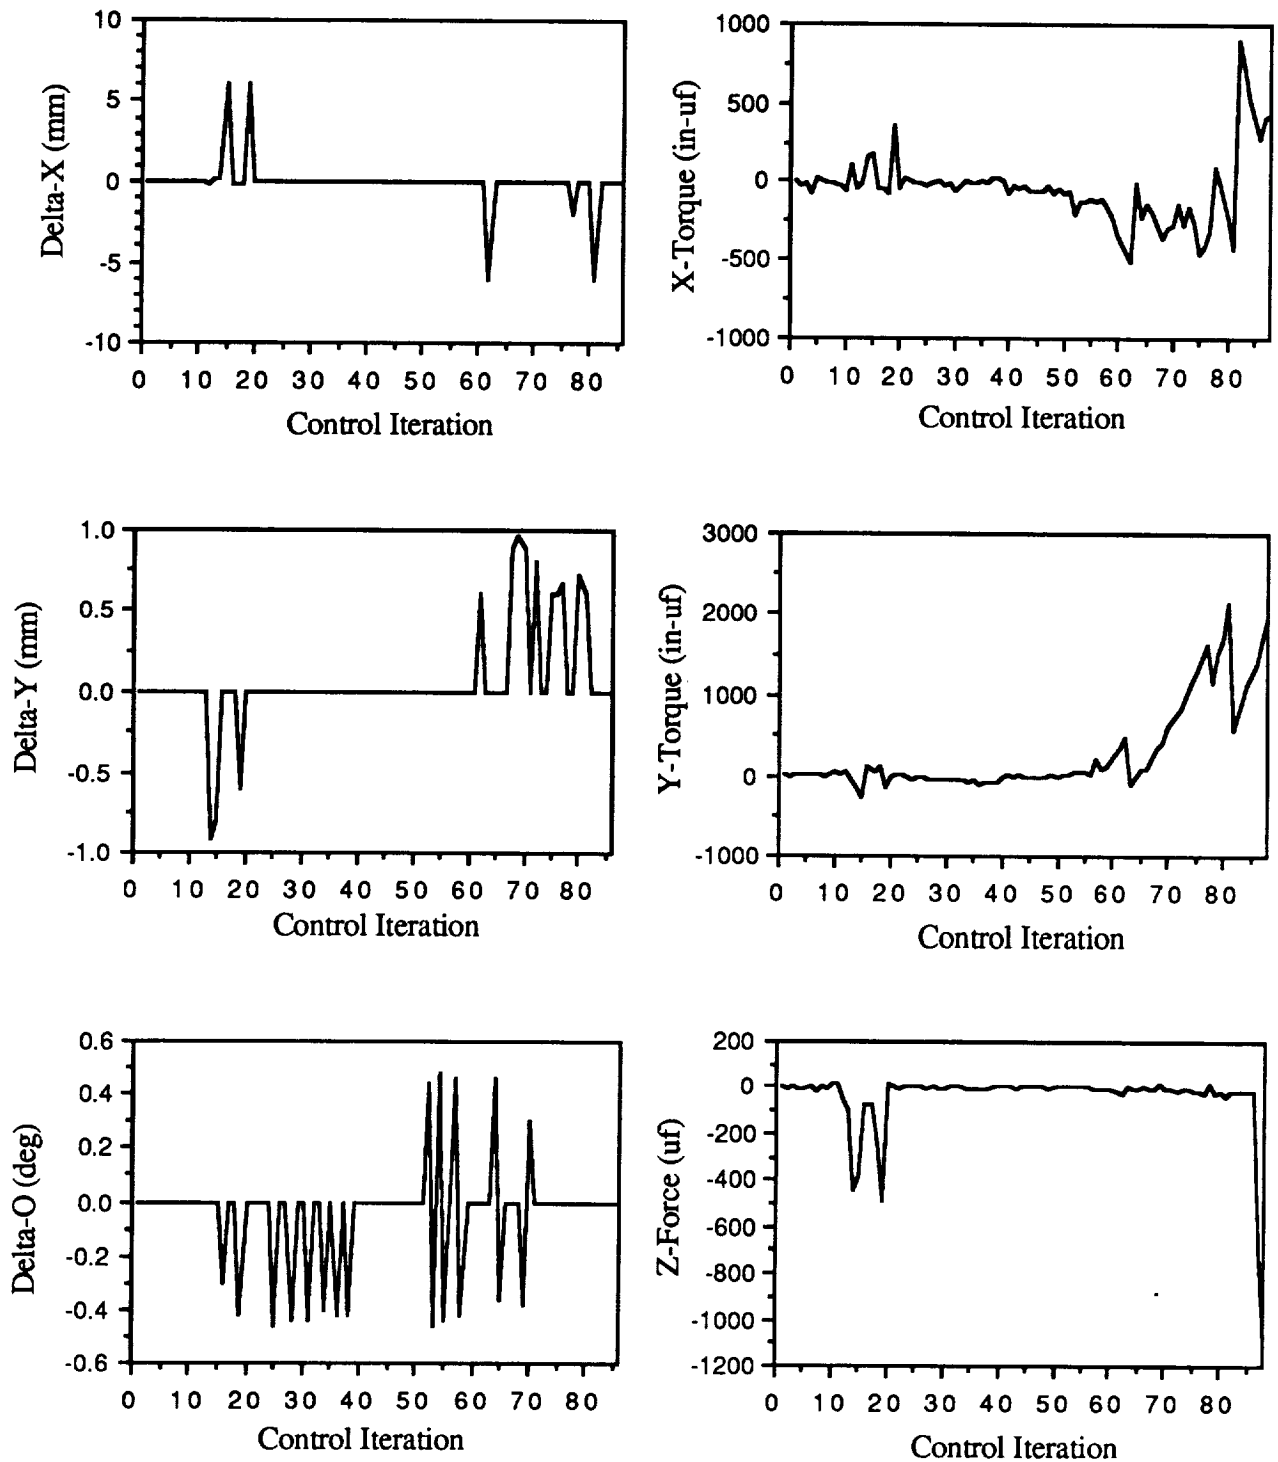 10
5
0
-5
-10
Delta-X (mm)
0 10 20 30 40 50 60 70 80
Control Iteration
1000
500
0
-500
-1000
X-Torque (in-uf)
0 10 20 30 40 50 60 70 80
Control Iteration
1.0
0.5
0.0
-0.5
-1.0
Delta-Y (mm)
0 10 20 30 40 50 60 70 80
Control Iteration
3000
2000
1000
0
-1000
Y-Torque (in-uf)
0 10 20 30 40 50 60 70 80
Control Iteration
0.6
0.4
0.2
0.0
-0.2
-0.4
-0.6
Delta-O (deg)
0 10 20 30 40 50 60 70 80
Control Iteration
200
0
-200
-400
-600
-800
-1000
-1200
Z-Force (uf)
0 10 20 30 40 50 60 70 80
Control Iteration